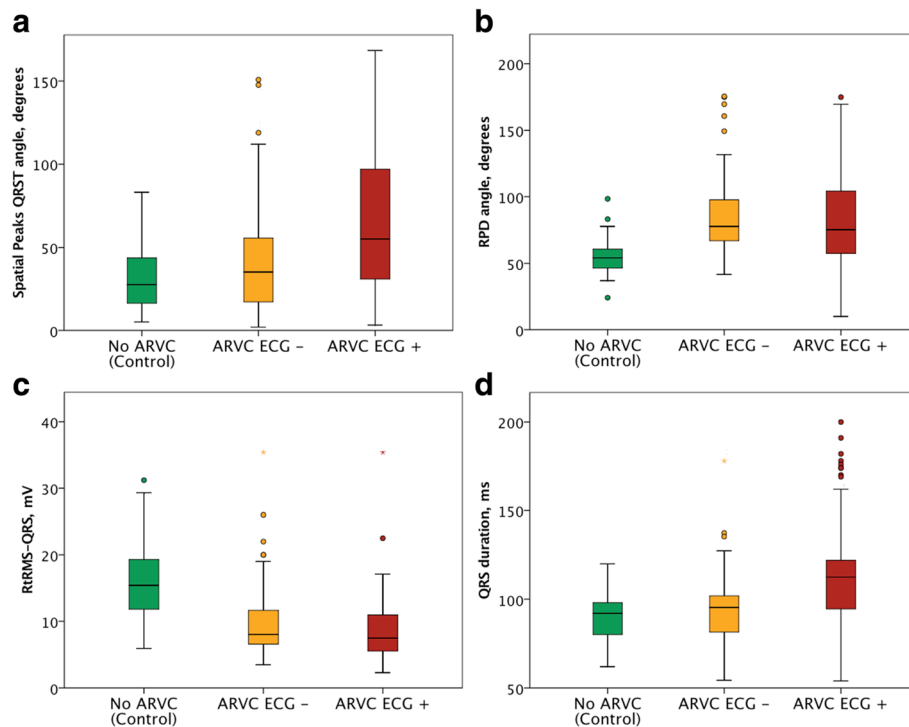 a
Spatial Peaks QRST angle, degrees
150
100
50
0
No ARVC
(Control)
ARVC ECG –
ARVC ECG +
b
RPD angle, degrees
200
150
100
50
0
No ARVC
(Control)
ARVC ECG –
ARVC ECG +
c
RtRMS–QRS, mV
40
30
20
10
0
No ARVC
(Control)
ARVC ECG –
ARVC ECG +
d
QRS duration, ms
200
150
100
50
No ARVC
(Control)
ARVC ECG –
ARVC ECG +